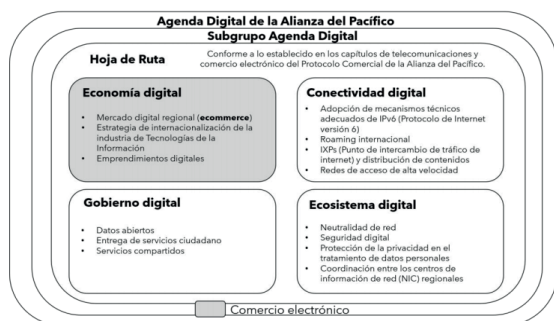 Agenda Digital de la Alianza del Pacífico
Subgrupo Agenda Digital
Hoja de Ruta
Conforme a lo establecido en los capítulos de telecomunicaciones y
comercio electrónico del Protocolo Comercial de la Alianza del Pacífico.
Economía digital
• Mercado digital regional (ecommerce)
• Estrategia de internacionalización de la
industria de Tecnologías de la
Información
• Emprendimientos digitales
Conectividad digital
• Adopción de mecanismos técnicos
adecuados de IPv6 (Protocolo de Internet
versión 6)
• Roaming internacional
• IXPs (Punto de intercambio de tráfico de
internet) y distribución de contenidos
• Redes de acceso de alta velocidad
Gobierno digital
• Datos abiertos
• Entrega de servicios ciudadano
• Servicios compartidos
Ecosistema digital
• Neutralidad de red
• Seguridad digital
• Protección de la privacidad en el
tratamiento de datos personales
• Coordinación entre los centros de
información de red (NIC) regionales
Comercio electrónico